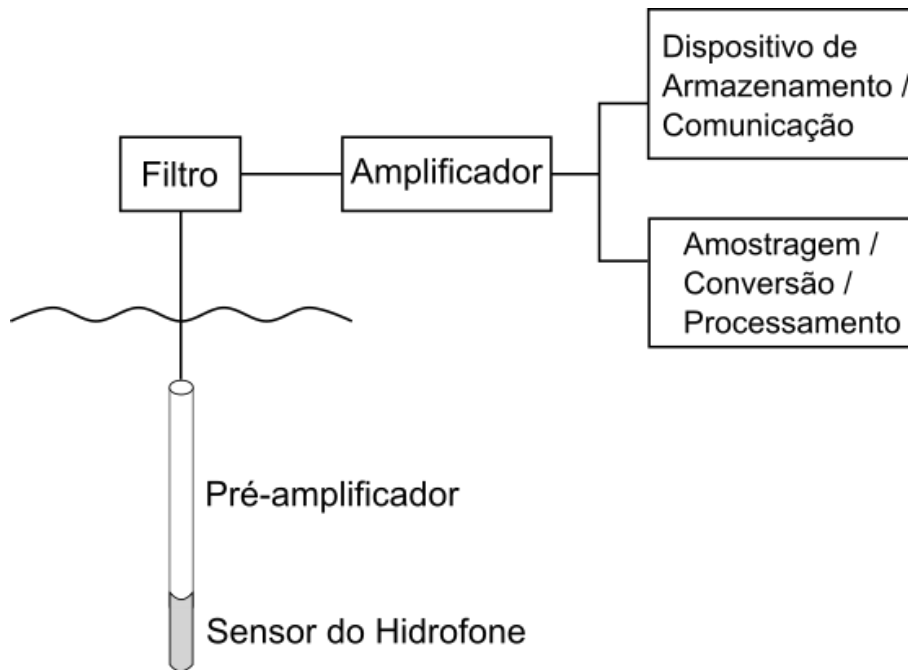 Dispositivo de
Armazenamento /
Comunicação
Filtro
Amplificador
Amostragem /
Conversão /
Processamento
Pré-amplificador
Sensor do Hidrofone